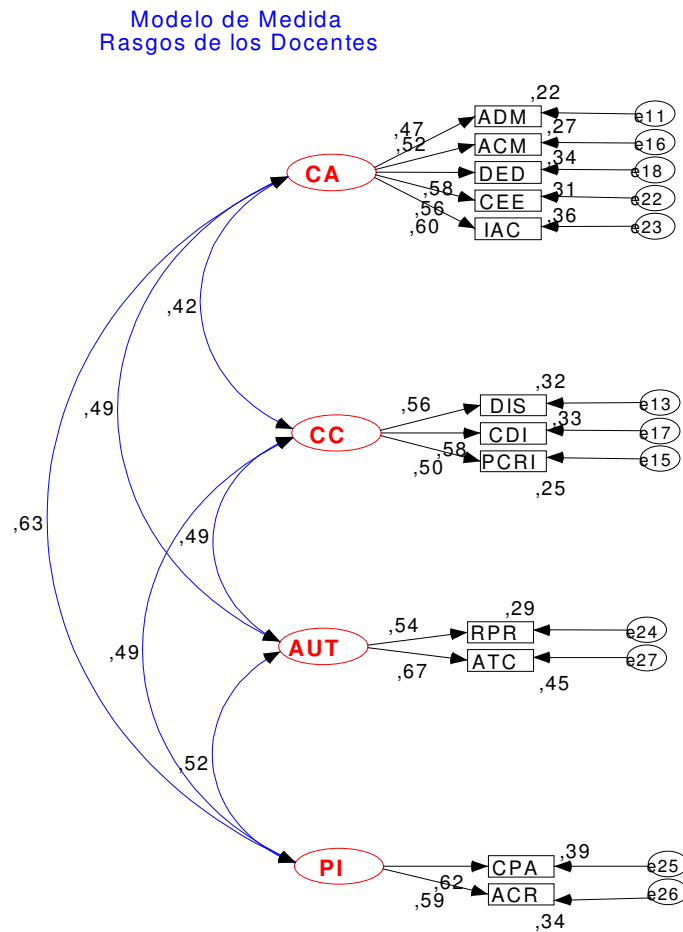 Modelo de Medida
Rasgos de los Docentes
,22
ADM
e11
,47
,27
,52
ACM
e16
,34
CA
DED
e18
,58
,31
CEE
e22
,56
,36
,60
IAC
e23
,42
,32
DIS
e13
,49
,56
,33
CC
CDI
e17
,58
PCRI
e15
,50
,25
,63
,49
,29
,54
RPR
e24
AUT
ATC
e27
,49
,67
,45
,52
,39
PI
CPA
e25
,62
,59
ACR
e26
,34